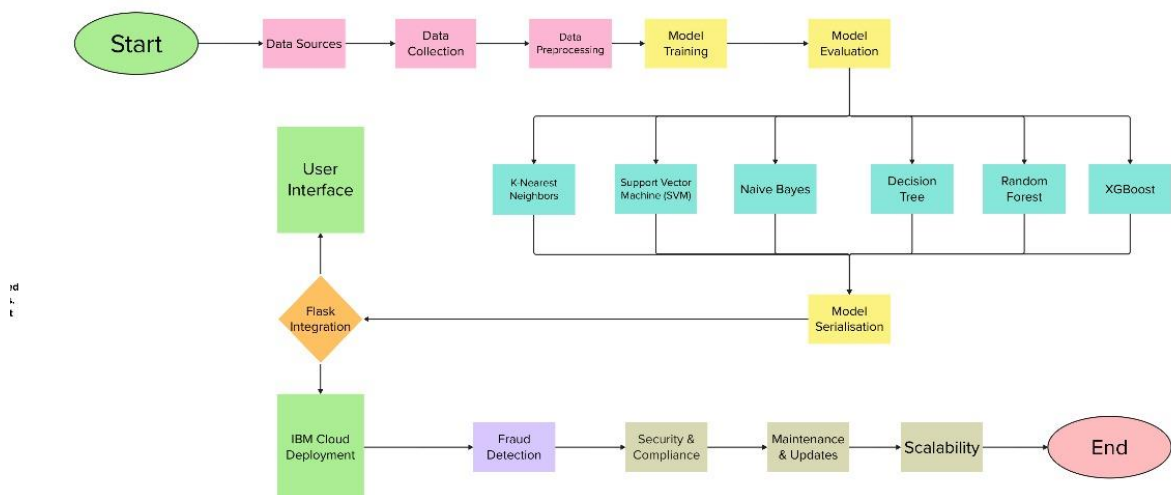 Start
Data Sources
Data
Collection
Data
Preprocessing
Model
Training
Model
Evaluation
User
Interface
K-Nearest
Neighbors
Support Vector
Machine (SVM)
Naive Bayes
Decision
Tree
Random
Forest
XGBoost
ed
Flask
Integration
Model
Serialisation
IBM Cloud
Deployment
Fraud
Detection
Security &
Compliance
Maintenance
& Updates
Scalability
End